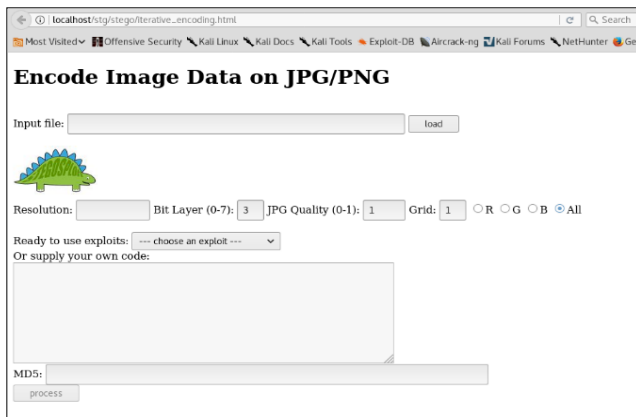 localhost/stg/stego/iterative_encoding.html
Search
Most Visited Offensive Security Kali Linux Kali Docs Kali Tools Exploit-DB Aircrack-ng Kali Forums NetHunter Ge
Encode Image Data on JPG/PNG
Input file: load
STEGOSPLOIT
Resolution: Bit Layer (0-7): 3 JPG Quality (0-1): 1 Grid: 1 R G B All
Ready to use exploits: --- choose an exploit ---
Or supply your own code:
MD5:
process